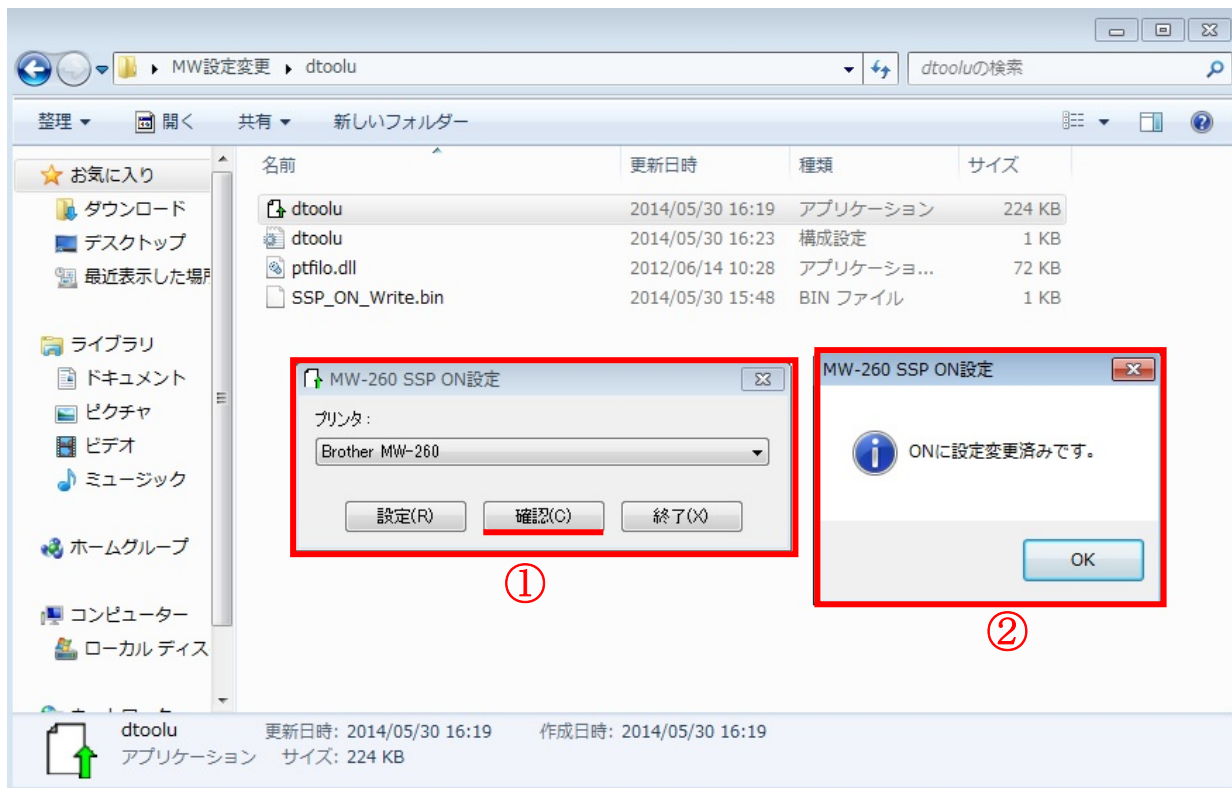 MW設定変更 dtoolu
dtooluの検索
整理 開く 共有 新しいフォルダー
お気に入り
ダウンロード
デスクトップ
最近表示した場所
ライブラリ
ドキュメント
ピクチャ
ビデオ
ミュージック
ホームグループ
コンピューター
ローカル ディス
名前 更新日時 種類 サイズ
dtoolu 2014/05/30 16:19 アプリケーション 224 KB
dtoolu 2014/05/30 16:23 構成設定 1 KB
ptfilo.dll 2012/06/14 10:28 アプリケーショ... 72 KB
SSP_ON_Write.bin 2014/05/30 15:48 BIN ファイル 1 KB
MW-260 SSP ON設定
プリンタ:
Brother MW-260
設定(R) 確認(C) 終了(X)
①
MW-260 SSP ON設定
ONに設定変更済みです。
OK
②
dtoolu 更新日時: 2014/05/30 16:19 作成日時: 2014/05/30 16:19
アプリケーション サイズ: 224 KB